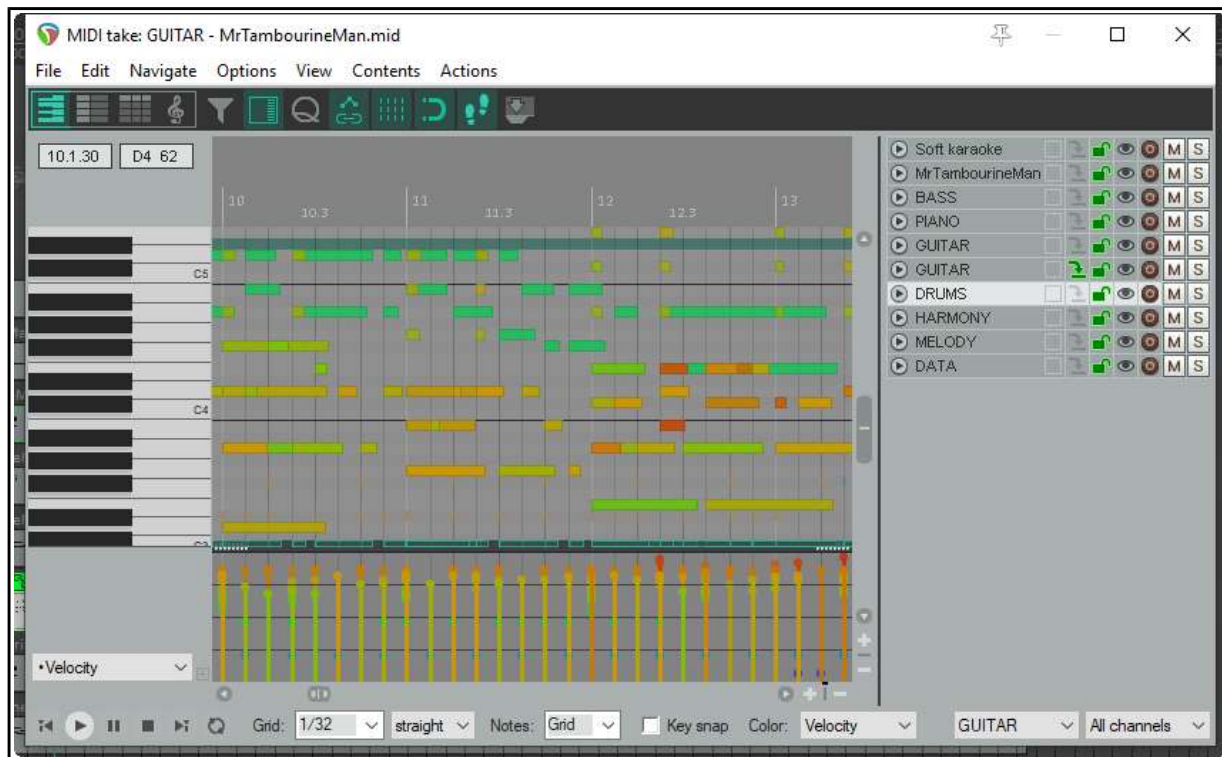 MIDI take: GUITAR - MrTambourineMan.mid
File Edit Navigate Options View Contents Actions
10.1.30 D4 62
10 10.3 11 11.3 12 12.3 13
C5
C4
C3
Soft karaoke M S
MrTambourineMan M S
BASS M S
PIANO M S
GUITAR M S
GUITAR M S
DRUMS M S
HARMONY M S
MELODY M S
DATA M S
•Velocity
Grid: 1/32 straight Notes: Grid Key snap Color: Velocity GUITAR All channels